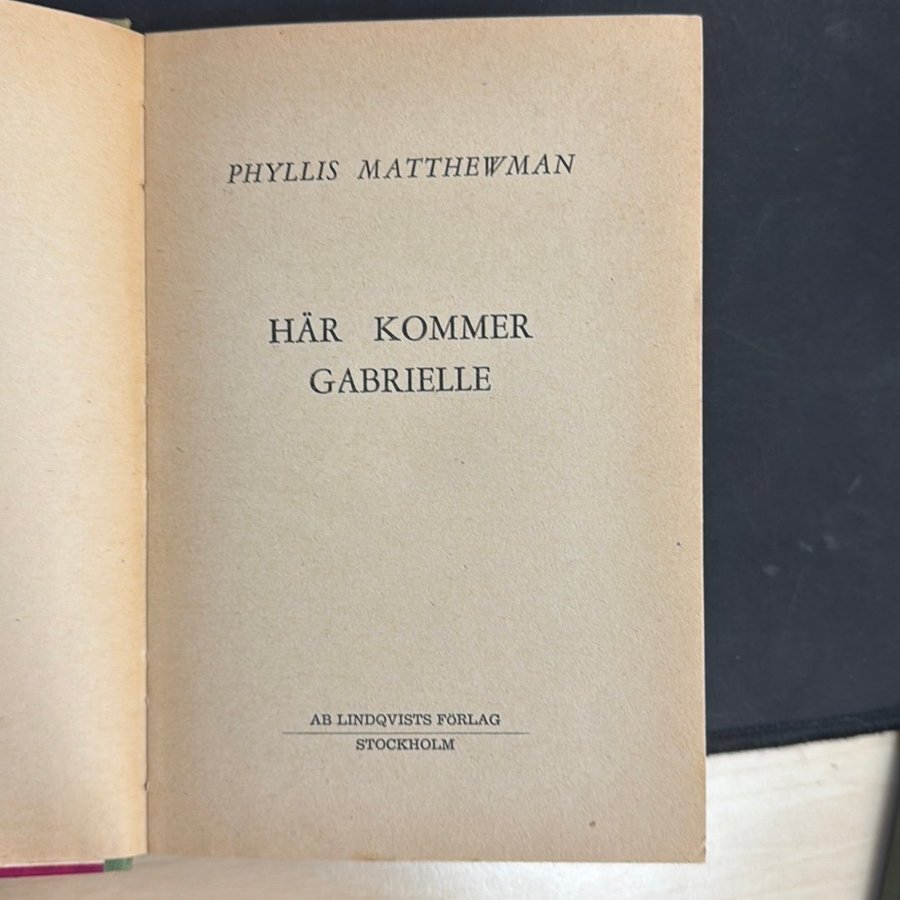 PHYLLIS MATTHEWMAN
HÄR KOMMER
GABRIELLE
AB LINDQVISTS FÖRLAG
STOCKHOLM